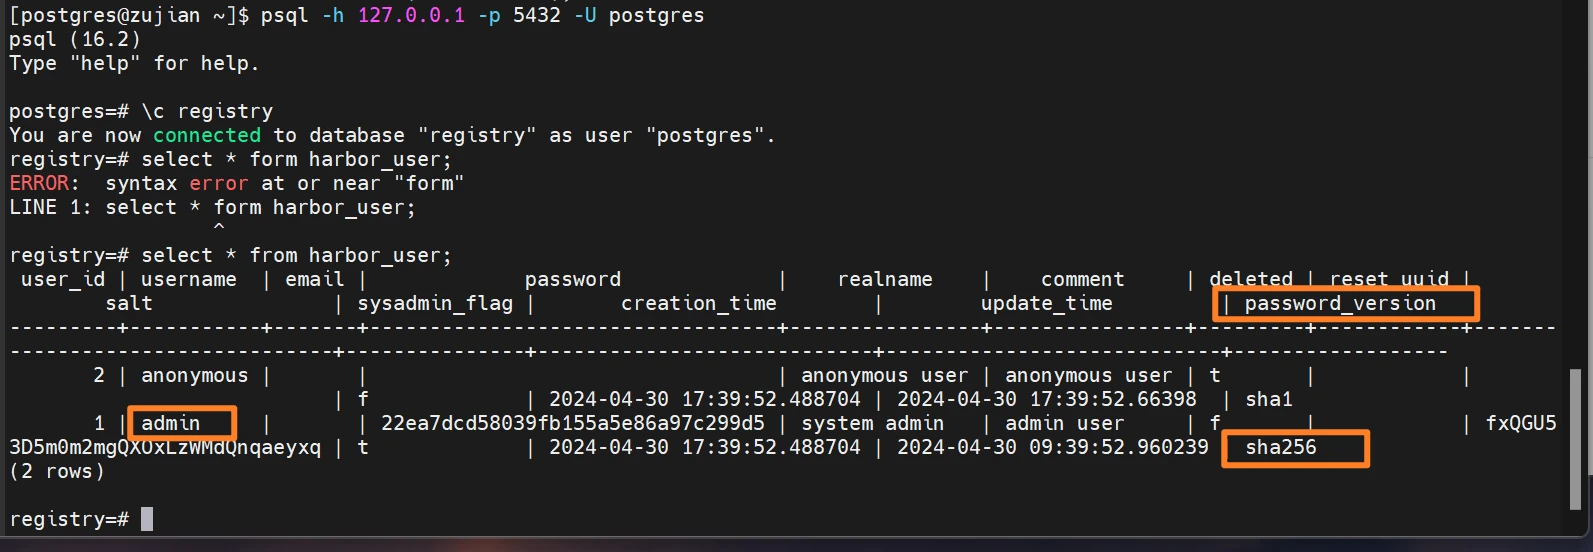 [postgres@zujian ~]$ psql -h 127.0.0.1 -p 5432 -U postgres
psql (16.2)
Type "help" for help.
postgres=# \c registry
You are now connected to database "registry" as user "postgres".
registry=# select * form harbor_user;
ERROR:  syntax error at or near "form"
LINE 1: select * form harbor_user;
                 ^
registry=# select * from harbor_user;
 user_id | username  | email |             password             |    realname    |    comment     | deleted | reset_uuid |
        salt               | sysadmin_flag |       creation_time        |        update_time         | password_version
---------+-----------+-------+----------------------------------+----------------+----------------+---------+------------+-------
---------------------------+---------------+----------------------------+----------------------------+------------------
       2 | anonymous |       |                                  | anonymous user | anonymous user | t       |            |
                           | f             | 2024-04-30 17:39:52.488704 | 2024-04-30 17:39:52.66398  | sha1
       1 | admin     |       | 22ea7dcd58039fb155a5e86a97c299d5 | system admin   | admin user     | f       |            | fxQGU5
3D5m0m2mgQXOxLzWMdQnqaeyxq | t             | 2024-04-30 17:39:52.488704 | 2024-04-30 09:39:52.960239   sha256
(2 rows)
registry=#